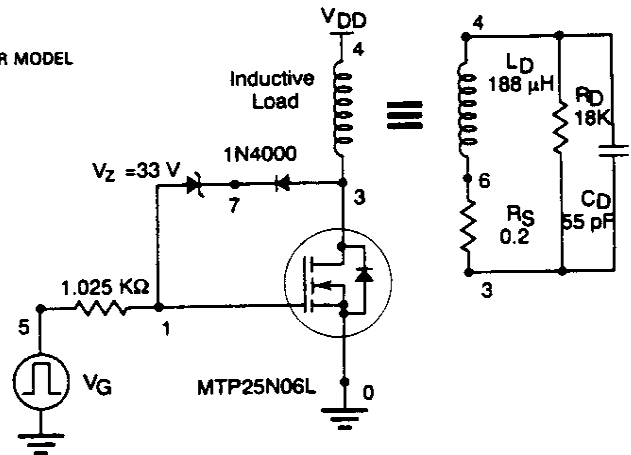 VDD
4
4
R MODEL
Inductive
Load
LD
188 μH
RD
18K
1N4000
VZ =33 V
7
3
6
RS
0.2
CD
55 pF
3
1.025 KΩ
5
1
VG
MTP25N06L
0